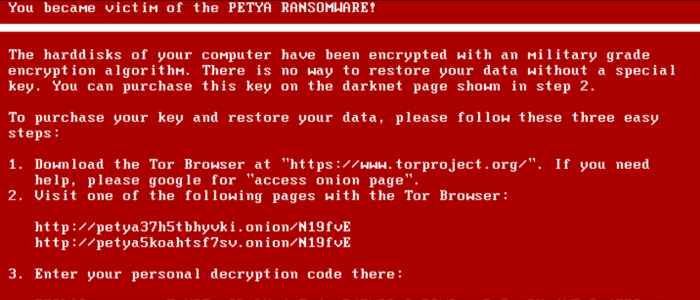 You became victim of the PETYA RANSOMWARE!
The harddisks of your computer have been encrypted with an military grade
encryption algorithm. There is no way to restore your data without a special
key. You can purchase this key on the darknet page shown in step 2.
To purchase your key and restore your data, please follow these three easy
steps:
1. Download the Tor Browser at "https://www.torproject.org/". If you need
help, please google for "access onion page".
2. Visit one of the following pages with the Tor Browser:
http://petya37h5tbhyvki.onion/N19fvE
http://petya5koahtsf7sv.onion/N19fvE
3. Enter your personal decryption code there: